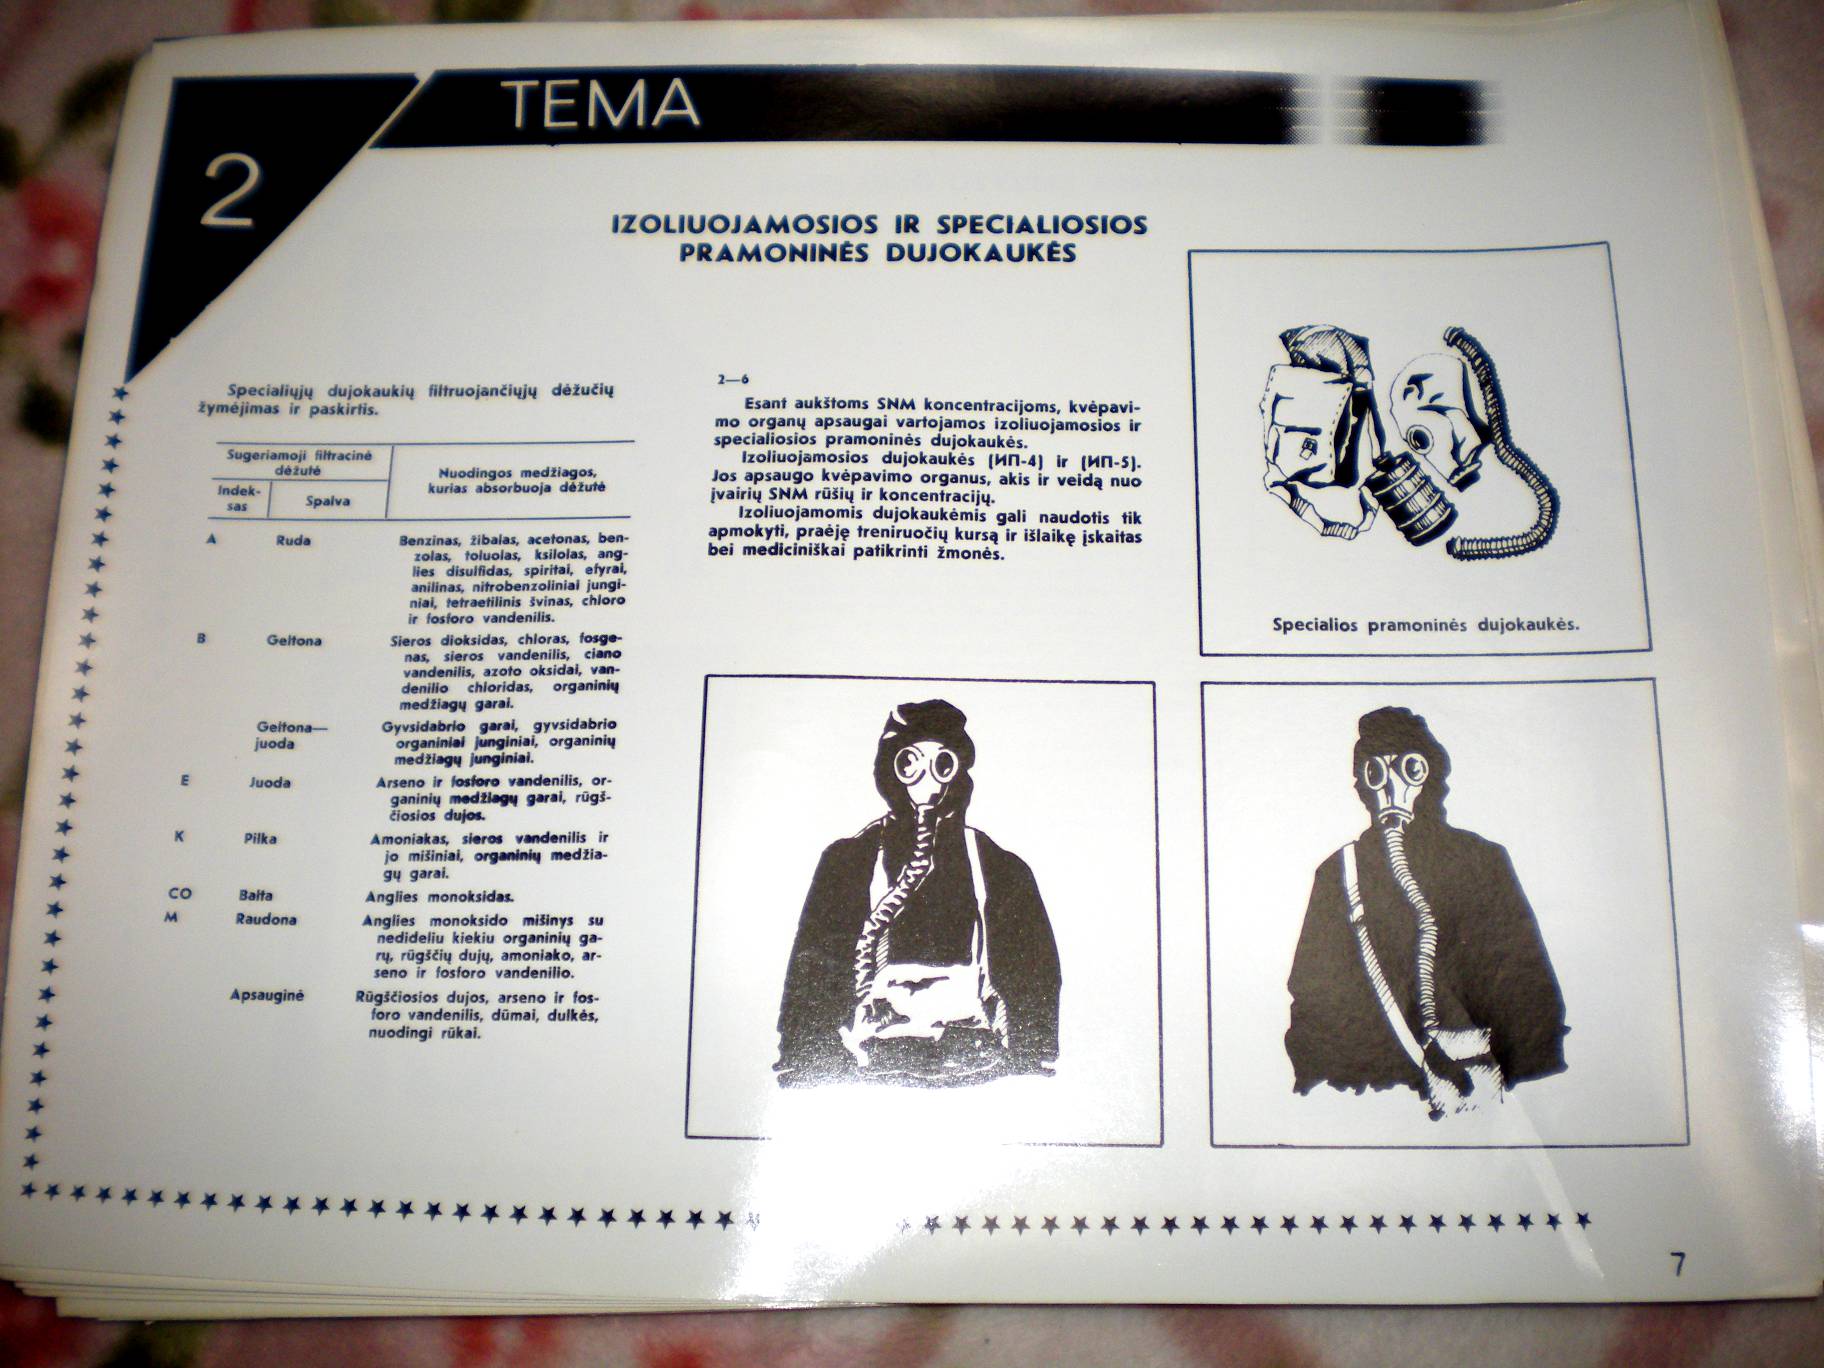 2
TEMA
IZOLIUOJAMOSIOS IR SPECIALIOSIOS
PRAMONINĖS DUJOKAUKĖS
Specialiųjų dujokaukių filtruojančiųjų dėžučių
žymėjimas ir paskirtis.
Sugeriamoji filtracinė
dėžutė
Indek-
sas
Spalva
Nuodingos medžiagos,
kurias absorbuoja dėžutė
A Ruda Benzinas, žibalas, acetonas, ben-
zolas, toluolas, ksilolas, ang-
lies disulfidas, spiritai, efyrai,
anilinas, nitrobenzoliniai jungi-
niai, tetraetilinis švinas, chloro
ir fosforo vandenilis.
B Geltona Sieros dioksidas, chloras, fosge-
nas, sieros vandenilis, ciano
vandenilis, azoto oksidai, van-
denilio chloridas, organinių
medžiagų garai.
Geltona— Gyvsidabrio garai, gyvsidabrio
juoda organiniai junginiai, organinių
medžiagų junginiai.
E Juoda Arseno ir fosforo vandenilis, or-
ganinių medžiagų garai, rūgš-
čiosios dujos.
K Pilka Amoniakas, sieros vandenilis ir
jo mišiniai, organinių medžia-
gų garai.
CO Balta Anglies monoksidas.
M Raudona Anglies monoksido mišinys su
nedideliu kiekiu organinių ga-
rų, rūgščių dujų, amoniako, ar-
seno ir fosforo vandenilio.
Apsauginė Rūgščiosios dujos, arseno ir fos-
foro vandenilis, dūmai, dulkės,
nuodingi rūkai.
2—6
Esant aukštoms SNM koncentracijoms, kvėpavi-
mo organų apsaugai vartojamos izoliuojamosios ir
specialiosios pramoninės dujokaukės.
Izoliuojamosios dujokaukės (ИП-4) ir (ИП-5).
Jos apsaugo kvėpavimo organus, akis ir veidą nuo
įvairių SNM rūšių ir koncentracijų.
Izoliuojamomis dujokaukėmis gali naudotis tik
apmokyti, praėję treniruočių kursą ir išlaikę įskaitas
bei mediciniškai patikrinti žmonės.
Specialios pramoninės dujokaukės.
7